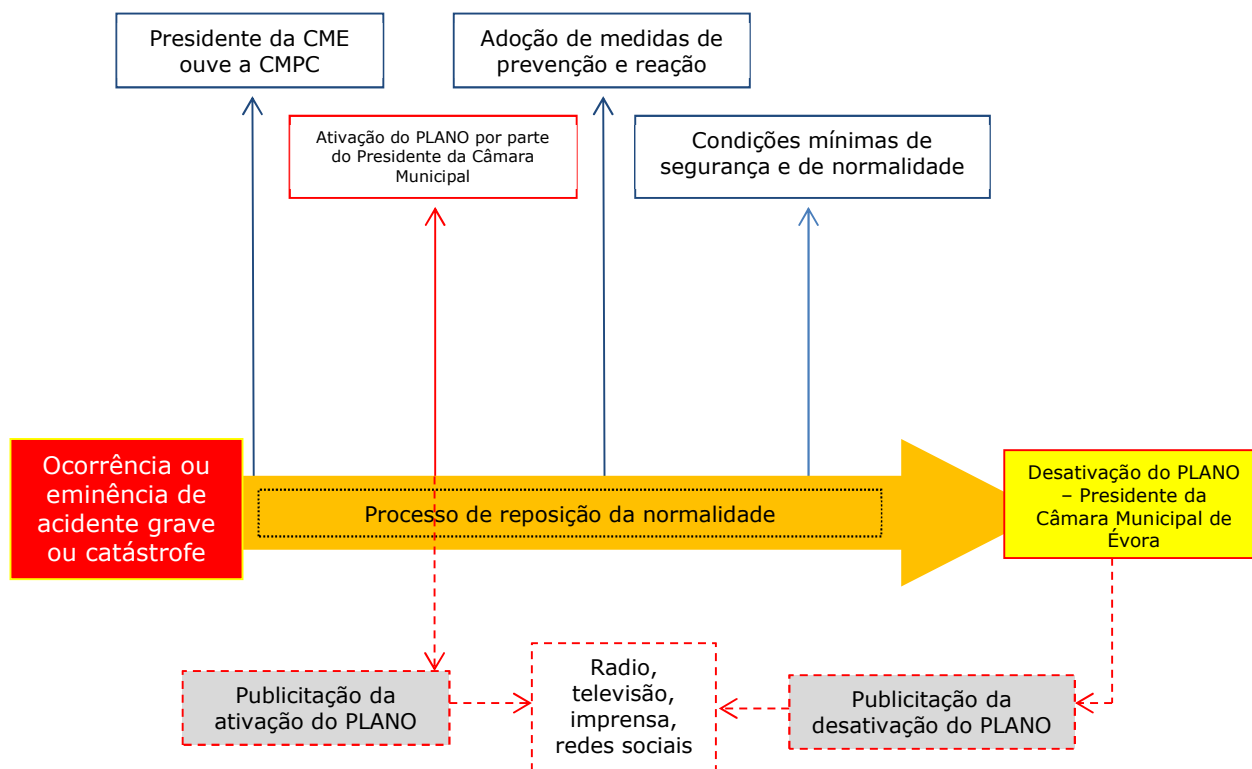 Presidente da CME
ouve a CMPC
Adoção de medidas de
prevenção e reação
Ativação do PLANO por parte
do Presidente da Câmara
Municipal
Condições mínimas de
segurança e de normalidade
Ocorrência ou
eminência de
acidente grave
ou catástrofe
Processo de reposição da normalidade
Desativação do PLANO
– Presidente da
Câmara Municipal de
Évora
Publicitação da
ativação do PLANO
Radio,
televisão,
imprensa,
redes sociais
Publicitação da
desativação do PLANO